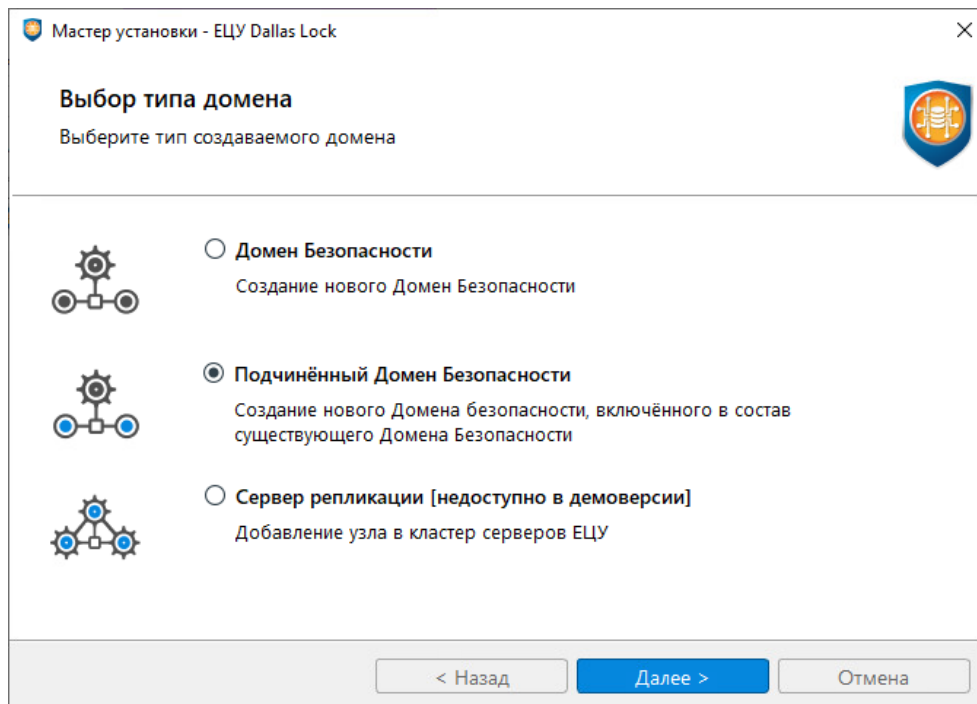 Мастер установки - ЕЦУ Dallas Lock
Выбор типа домена
Выберите тип создаваемого домена
Домен Безопасности
Создание нового Домен Безопасности
Подчинённый Домен Безопасности
Создание нового Домена безопасности, включённого в состав
существующего Домена Безопасности
Сервер репликации [недоступно в демоверсии]
Добавление узла в кластер серверов ЕЦУ
< Назад
Далее >
Отмена